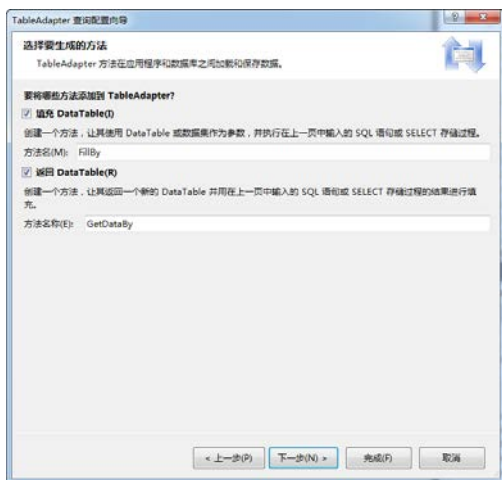 TableAdapter 查询配置向导
选择要生成的方法
TableAdapter 方法在应用程序和数据库之间加载和保存数据。
要将哪些方法添加到 TableAdapter?
填充 DataTable(I)
创建一个方法，让其使用 DataTable 或数据集作为参数，并执行在上一页中输入的 SQL 语句或 SELECT 存储过程。
方法名(M): FillBy
返回 DataTable(R)
创建一个方法，让其返回一个新的 DataTable 并用在上一页中输入的 SQL 语句或 SELECT 存储过程的结果进行填
充。
方法名称(E): GetDataBy
< 上一步(P) 下一步(N) > 完成(F) 取消